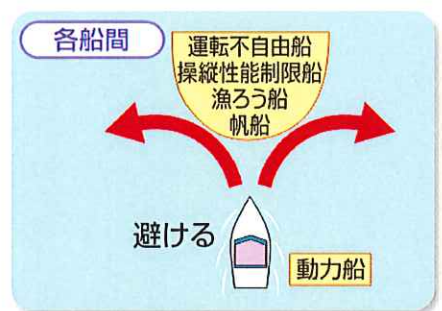 各船間
運転不自由船
操縦性能制限船
漁ろう船
帆船
避ける
動力船